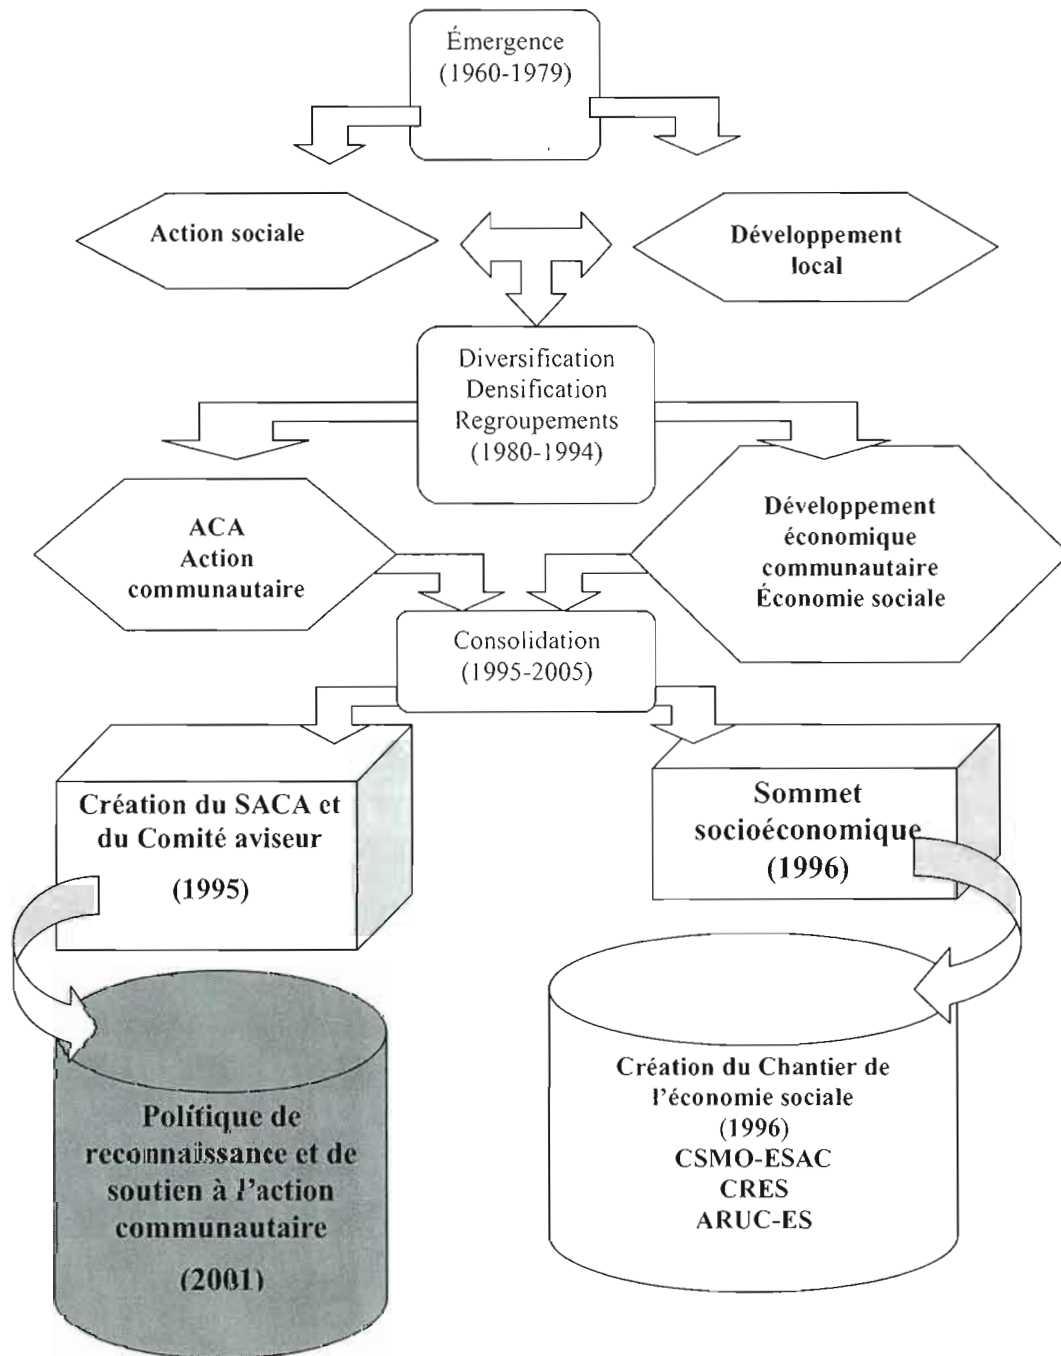 Émergence
(1960-1979)
Action sociale
Développement
local
Diversification
Densification
Regroupements
(1980-1994)
ACA
Action
communautaire
Développement
économique
communautaire
Économie sociale
Consolidation
(1995-2005)
Création du SACA et
du Comité aviseur
(1995)
Sommet
socioéconomique
(1996)
Politique de
reconnaissance et de
soutien à l'action
communautaire
(2001)
Création du Chantier de
l'économie sociale
(1996)
CSMO-ESAC
CRES
ARUC-ES